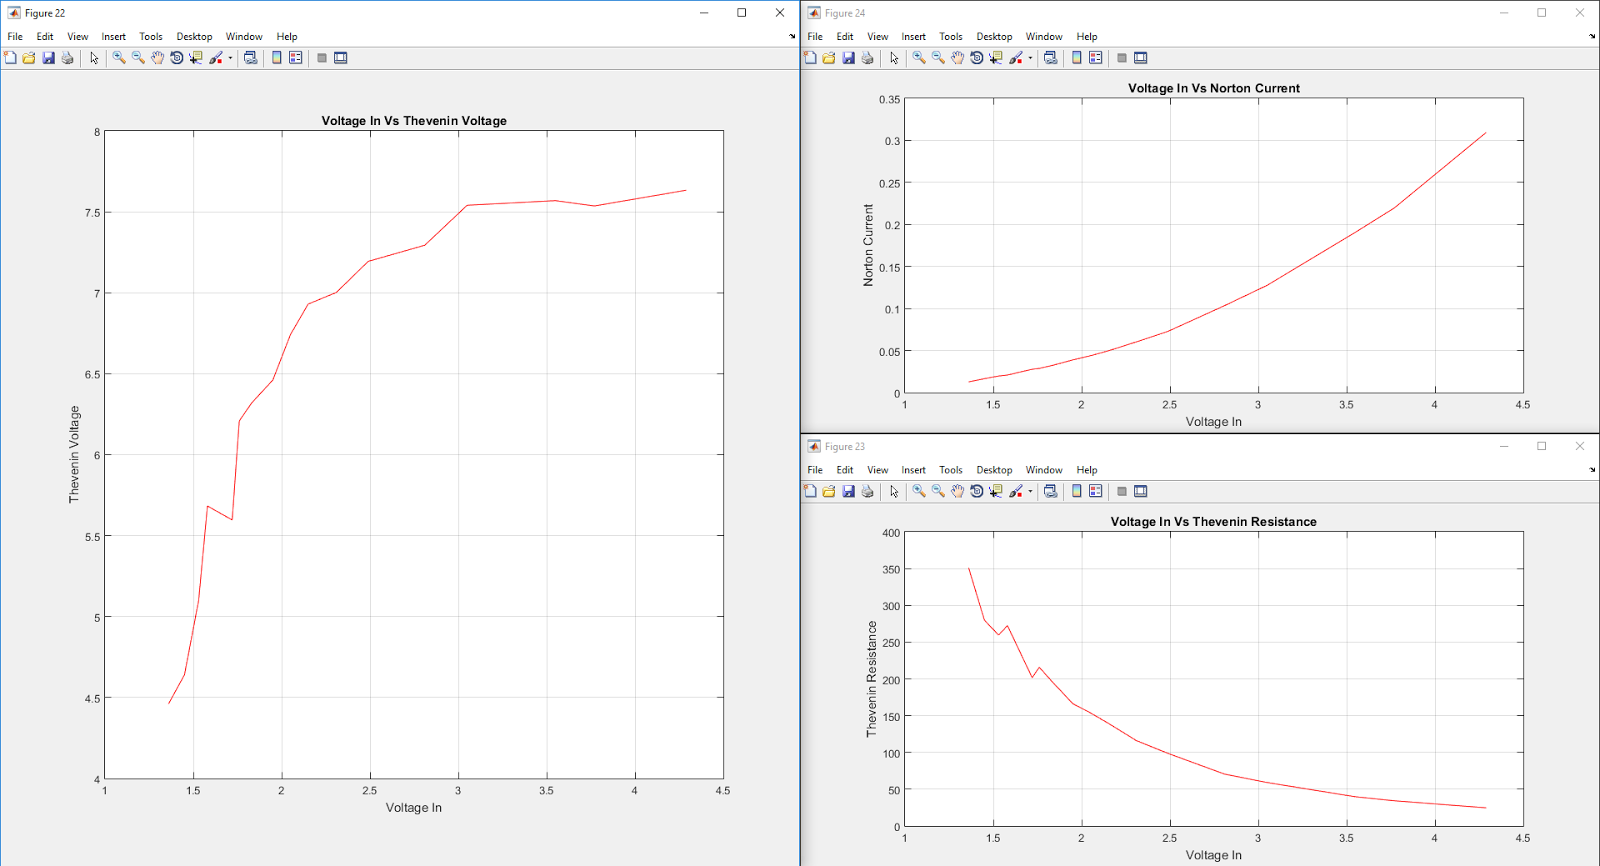 Figure 22
File Edit View Insert Tools Desktop Window Help
Voltage In Vs Thevenin Voltage
8
7.5
7
6.5
6
5.5
5
4.5
4
Thevenin Voltage
1 1.5 2 2.5 3 3.5 4 4.5
Voltage In
Figure 24
File Edit View Insert Tools Desktop Window Help
Voltage In Vs Norton Current
0.35
0.3
0.25
0.2
0.15
0.1
0.05
0
Norton Current
1 1.5 2 2.5 3 3.5 4 4.5
Voltage In
Figure 23
File Edit View Insert Tools Desktop Window Help
Voltage In Vs Thevenin Resistance
400
350
300
250
200
150
100
50
0
Thevenin Resistance
1 1.5 2 2.5 3 3.5 4 4.5
Voltage In